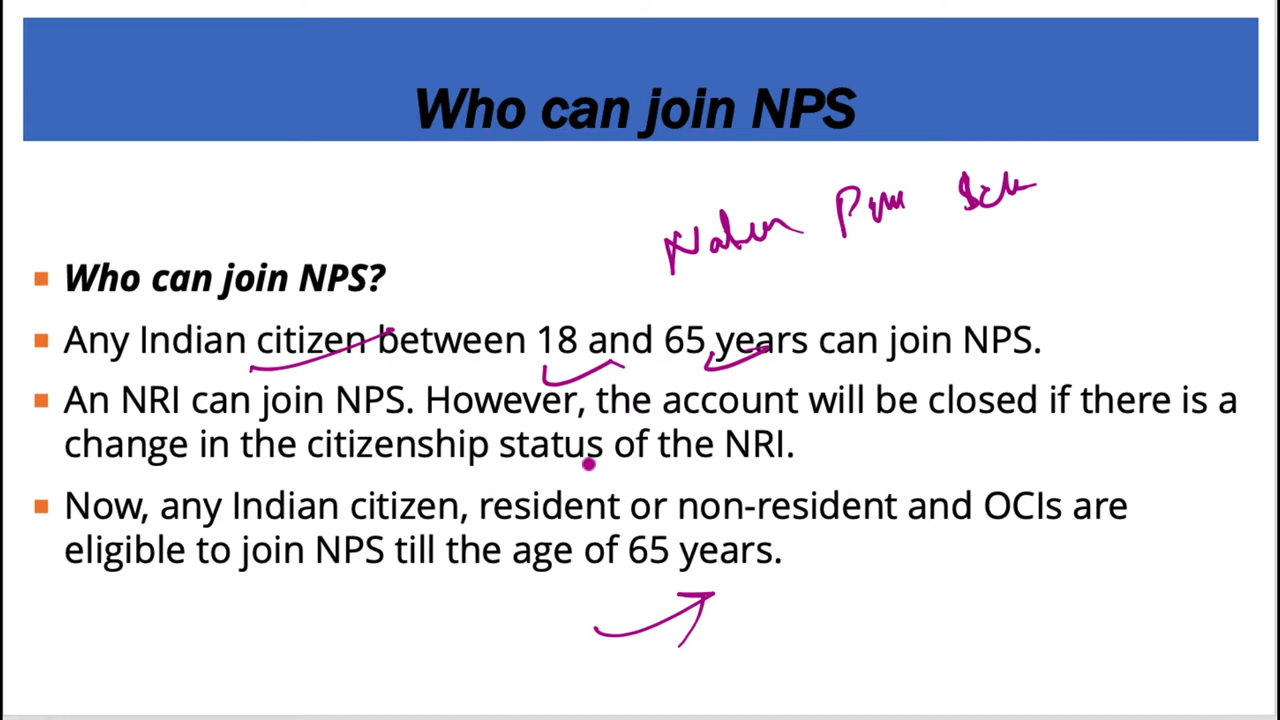 Who can join NPS
Who can join NPS?
Any Indian citizen between 18 and 65 years can join NPS.
An NRI can join NPS. However, the account will be closed if there is a
change in the citizenship status of the NRI.
Now, any Indian citizen, resident or non-resident and OCIs are
eligible to join NPS till the age of 65 years.